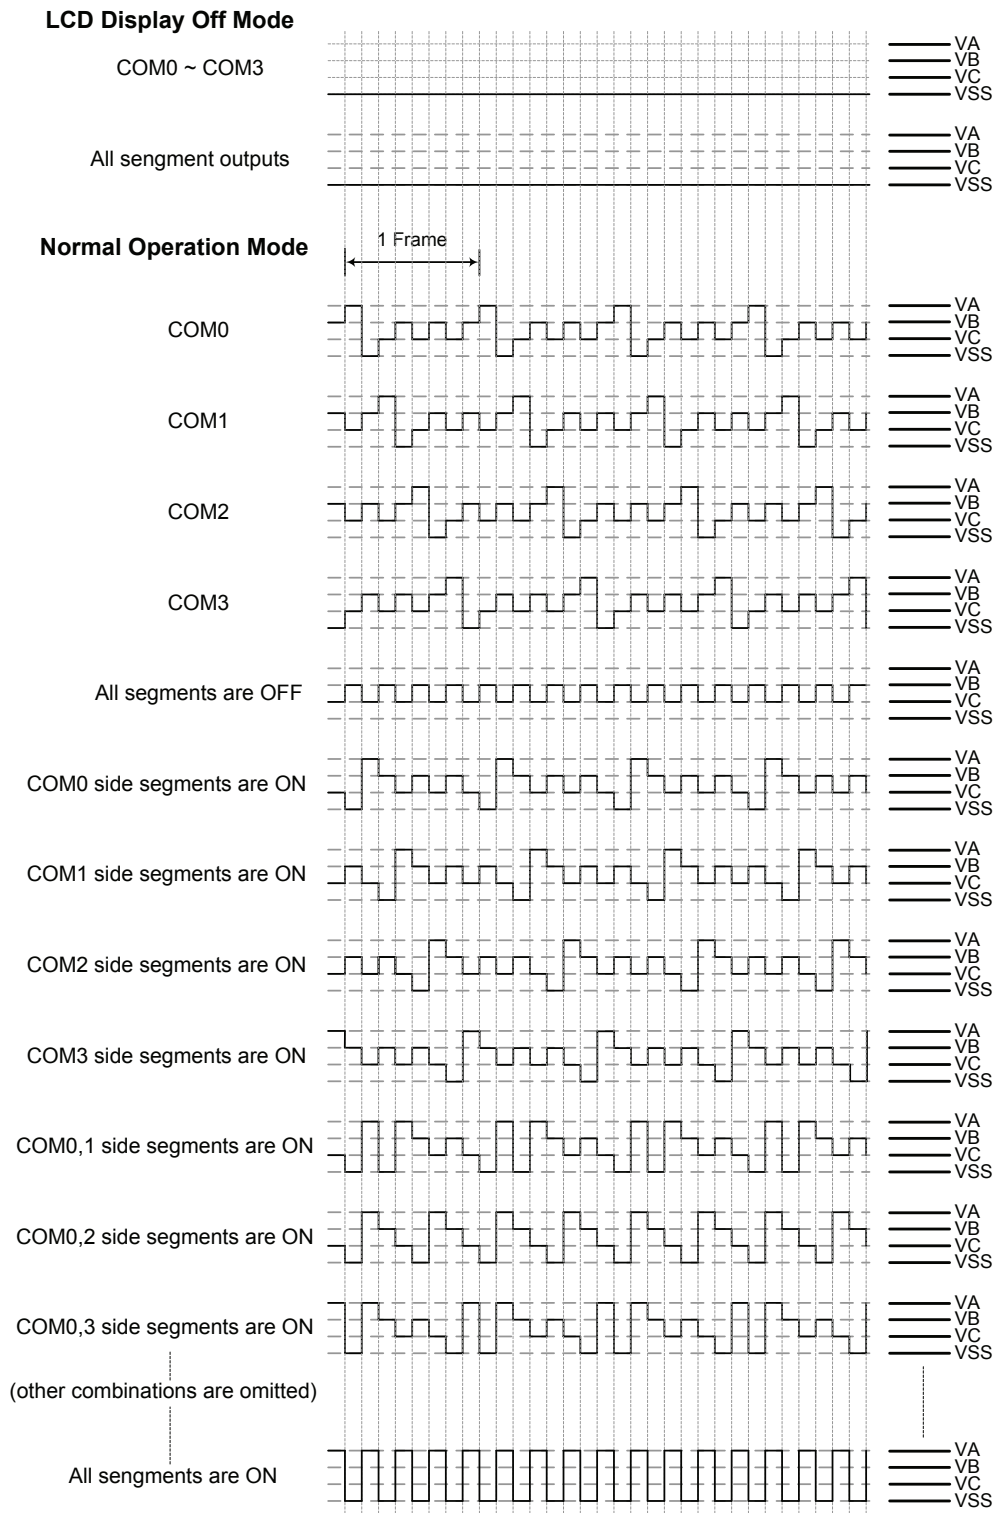 LCD Display Off Mode
COM0 ~ COM3
VA
VB
VC
VSS
All sengment outputs
VA
VB
VC
VSS
Normal Operation Mode
1 Frame
COM0
VA
VB
VC
VSS
COM1
VA
VB
VC
VSS
COM2
VA
VB
VC
VSS
COM3
VA
VB
VC
VSS
All segments are OFF
VA
VB
VC
VSS
COM0 side segments are ON
VA
VB
VC
VSS
COM1 side segments are ON
VA
VB
VC
VSS
COM2 side segments are ON
VA
VB
VC
VSS
COM3 side segments are ON
VA
VB
VC
VSS
COM0,1 side segments are ON
VA
VB
VC
VSS
COM0,2 side segments are ON
VA
VB
VC
VSS
COM0,3 side segments are ON
VA
VB
VC
VSS
(other combinations are omitted)
All sengments are ON
VA
VB
VC
VSS